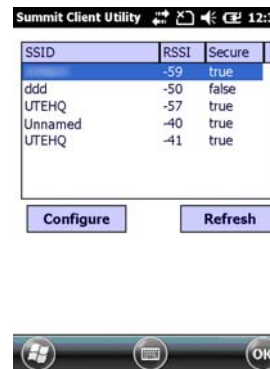 Summit Client Utility 12:3
SSID RSSI Secure
-59 true
ddd -50 false
UTEHQ -57 true
Unnamed -40 true
UTEHQ -41 true
Configure Refresh
OK